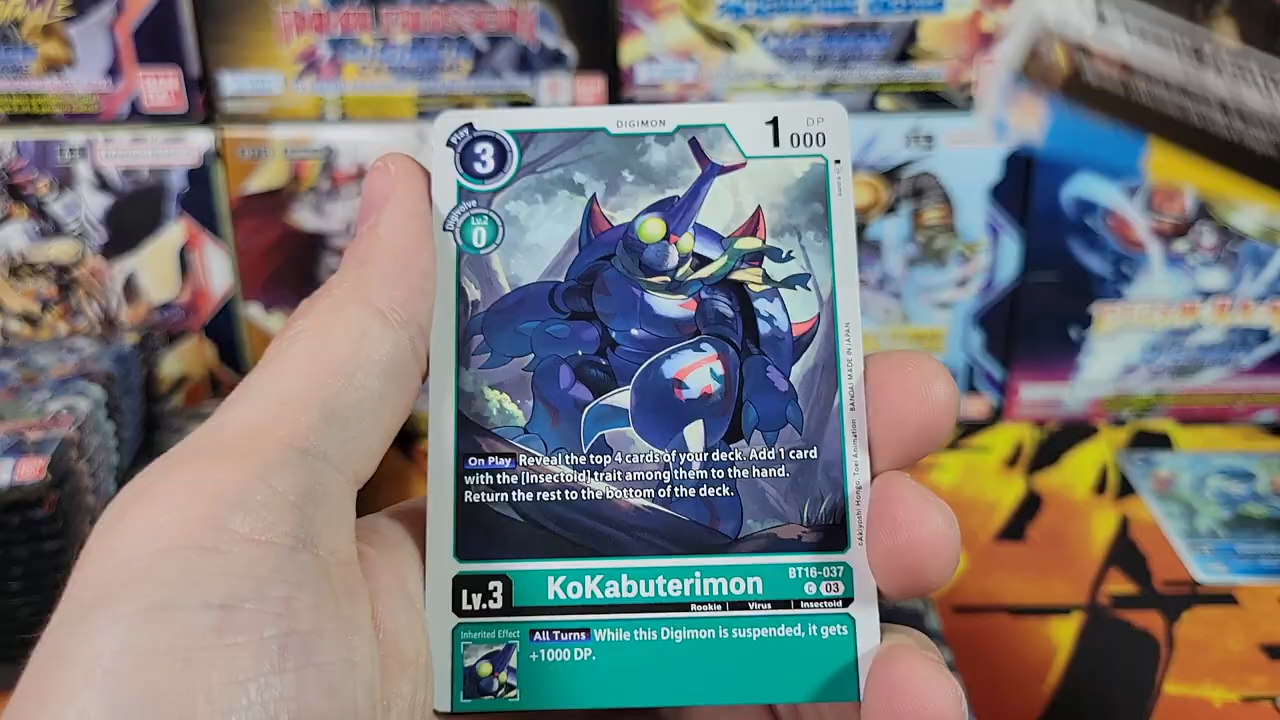 DIGIMON
Play
3
1000
DP
Digivolve
Lv.2
0
On Play Reveal the top 4 cards of your deck. Add 1 card
with the [Insectoid] trait among them to the hand.
Return the rest to the bottom of the deck.
©Akiyoshi Hongo, Toei Animation BANDAI MADE IN JAPAN
Lv.3
KoKabuterimon
BT16-037
C 03
Rookie | Virus | Insectoid
Inherited Effect
All Turns While this Digimon is suspended, it gets
+1000 DP.